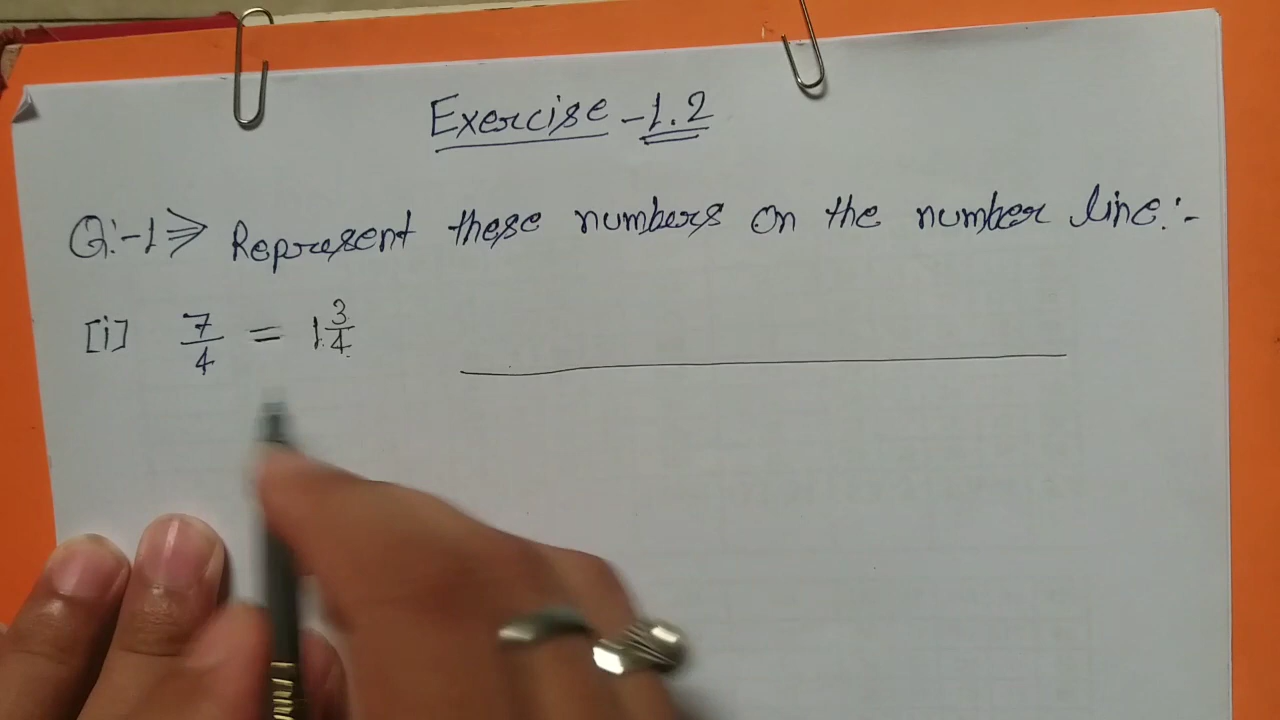 Exercise -1.2
Q:-1⇒ Represent these numbers on the number line:-
[i] 7/4 = 1 3/4